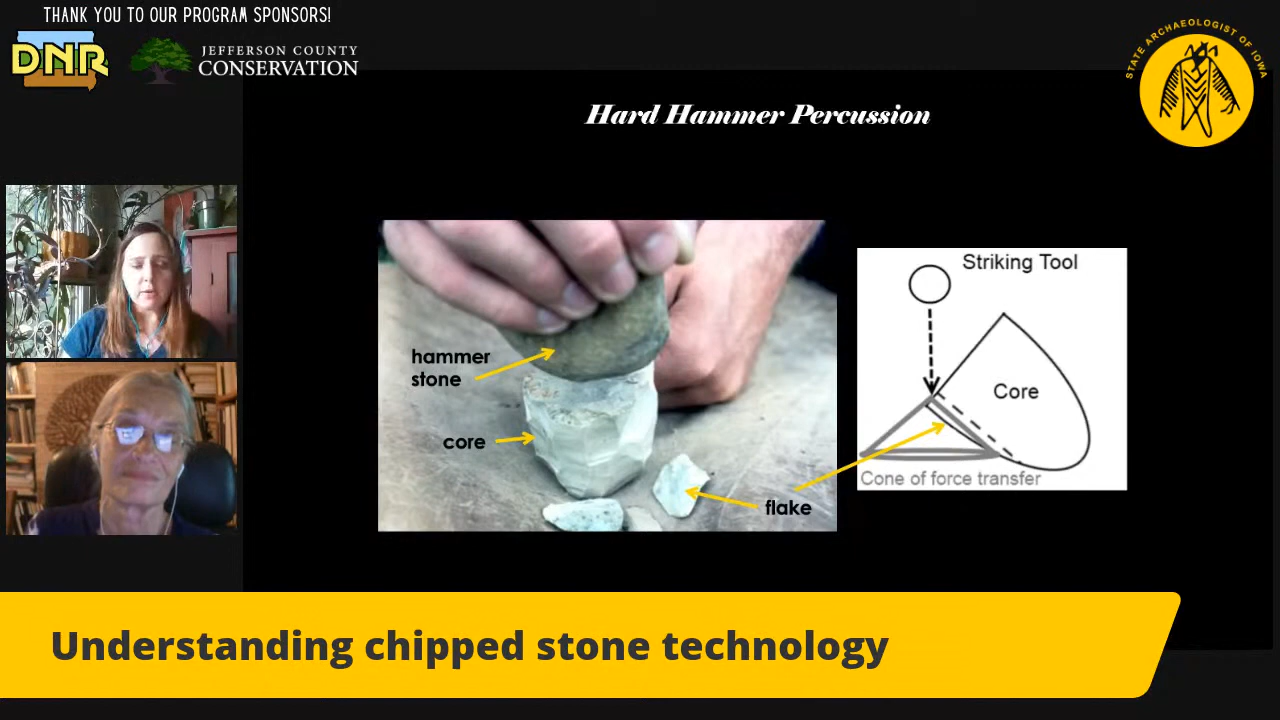 THANK YOU TO OUR PROGRAM SPONSORS!
DNR
JEFFERSON COUNTY
CONSERVATION
STATE ARCHAEOLOGIST OF IOWA
Hard Hammer Percussion
hammer
stone
core
flake
Striking Tool
Core
Cone of force transfer
Understanding chipped stone technology